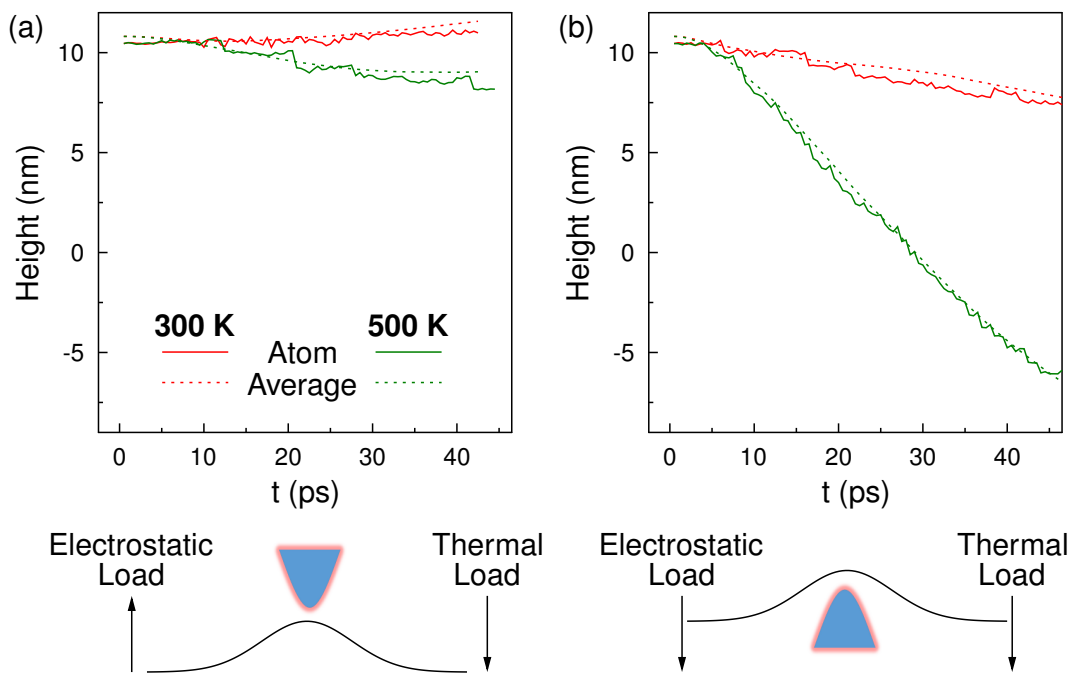 (a)
10
5
0
-5
Height (nm)
300 K 500 K
Atom
Average
0 10 20 30 40
t (ps)
(b)
10
5
0
-5
Height (nm)
0 10 20 30 40
t (ps)
Electrostatic
Load
Thermal
Load
Electrostatic
Load
Thermal
Load